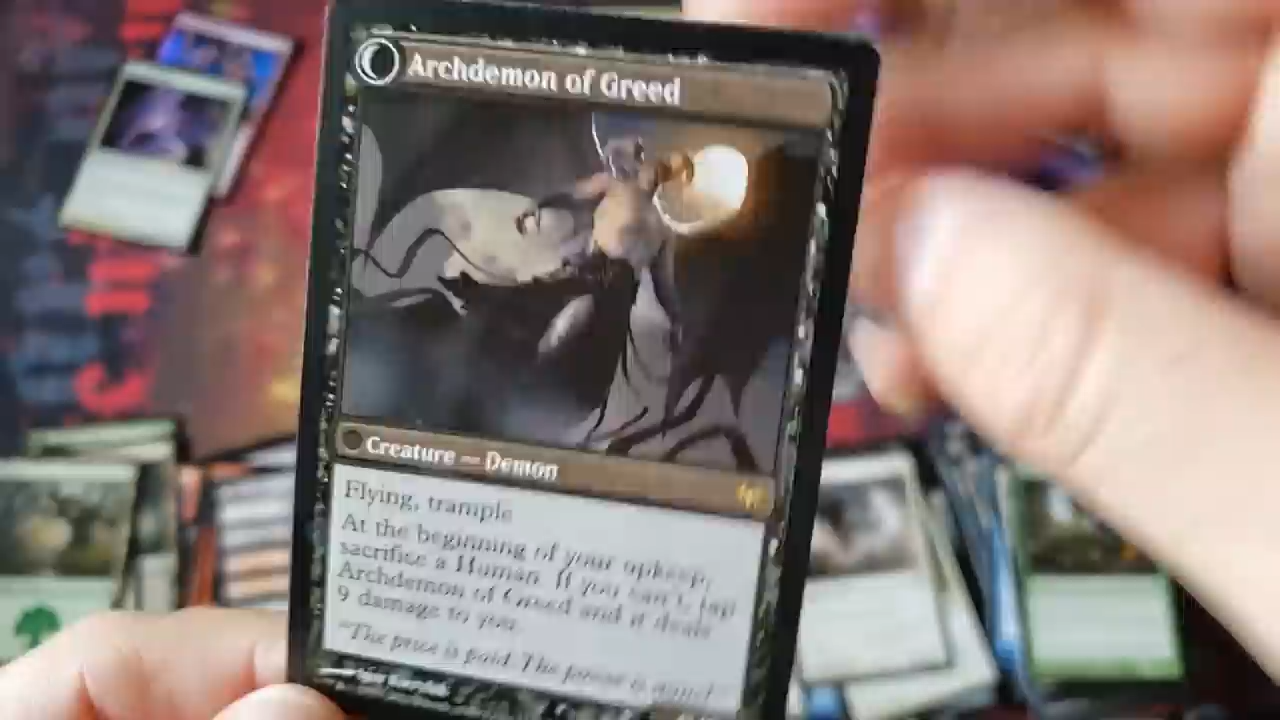 Archdemon of Greed
Creature — Demon
Flying, trample
At the beginning of your upkeep,
sacrifice a Human. If you can't, tap
Archdemon of Greed and it deals
9 damage to you.
"The price is paid. The power is